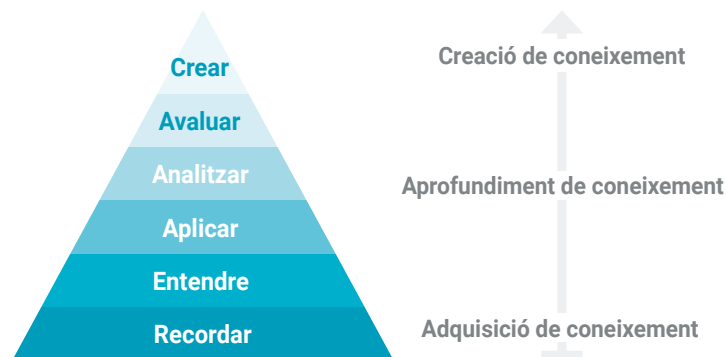 Crear
Avaluar
Analitzar
Aplicar
Entendre
Recordar
Creació de coneixement
Aprofundiment de coneixement
Adquisició de coneixement